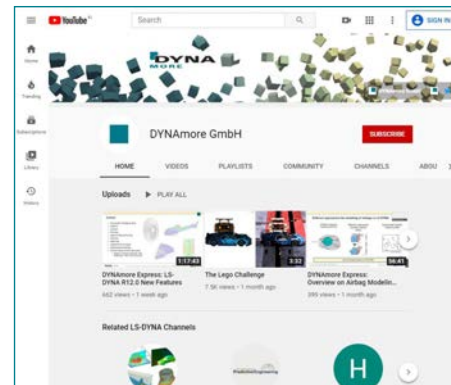 YouTube
Search
SIGN IN
Home
Trending
Subscriptions
Library
History
DYNA
MORE
DYNAmore GmbH
SUBSCRIBE
HOME VIDEOS PLAYLISTS COMMUNITY CHANNELS ABOU
Uploads PLAY ALL
1:17:43
3:52
56:41
DYNAmore Express: LS-DYNA R12.0 New Features
662 views • 1 week ago
The Lego Challenge
7.5K views • 1 month ago
DYNAmore Express:
Overview on Airbag Modelin...
395 views • 1 month ago
Related LS-DYNA Channels
PredictiveEngineering
H